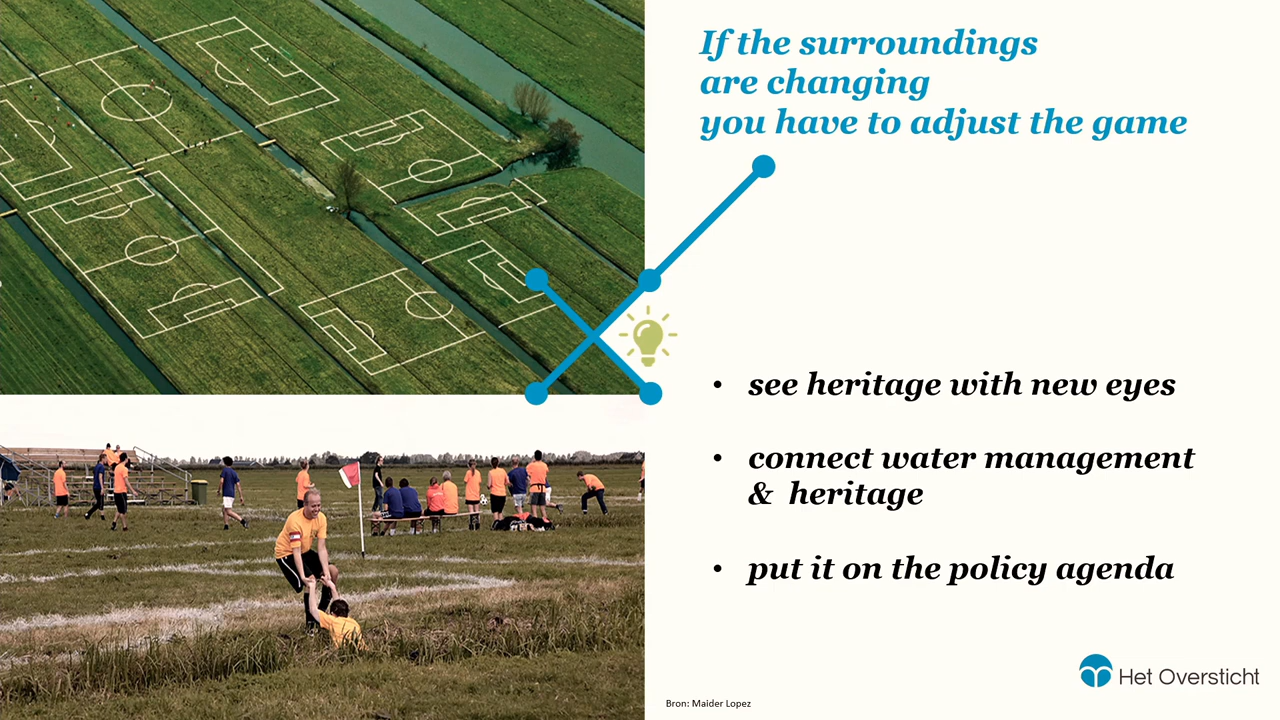 If the surroundings
are changing
you have to adjust the game
• see heritage with new eyes
• connect water management
& heritage
• put it on the policy agenda
Het Oversticht
Bron: Maider Lopez